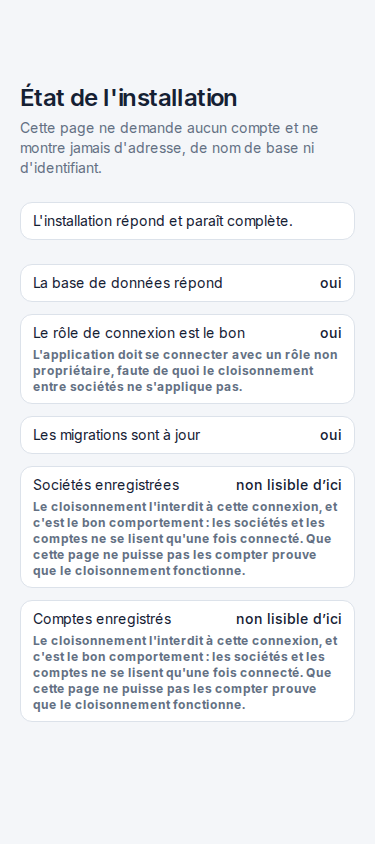 État de l'installation
Cette page ne demande aucun compte et ne
montre jamais d'adresse, de nom de base ni
d'identifiant.
L'installation répond et paraît complète.
La base de données répond oui
Le rôle de connexion est le bon oui
L'application doit se connecter avec un rôle non
propriétaire, faute de quoi le cloisonnement
entre sociétés ne s'applique pas.
Les migrations sont à jour oui
Sociétés enregistrées non lisible d’ici
Le cloisonnement l'interdit à cette connexion, et
c'est le bon comportement : les sociétés et les
comptes ne se lisent qu'une fois connecté. Que
cette page ne puisse pas les compter prouve
que le cloisonnement fonctionne.
Comptes enregistrés non lisible d’ici
Le cloisonnement l'interdit à cette connexion, et
c'est le bon comportement : les sociétés et les
comptes ne se lisent qu'une fois connecté. Que
cette page ne puisse pas les compter prouve
que le cloisonnement fonctionne.